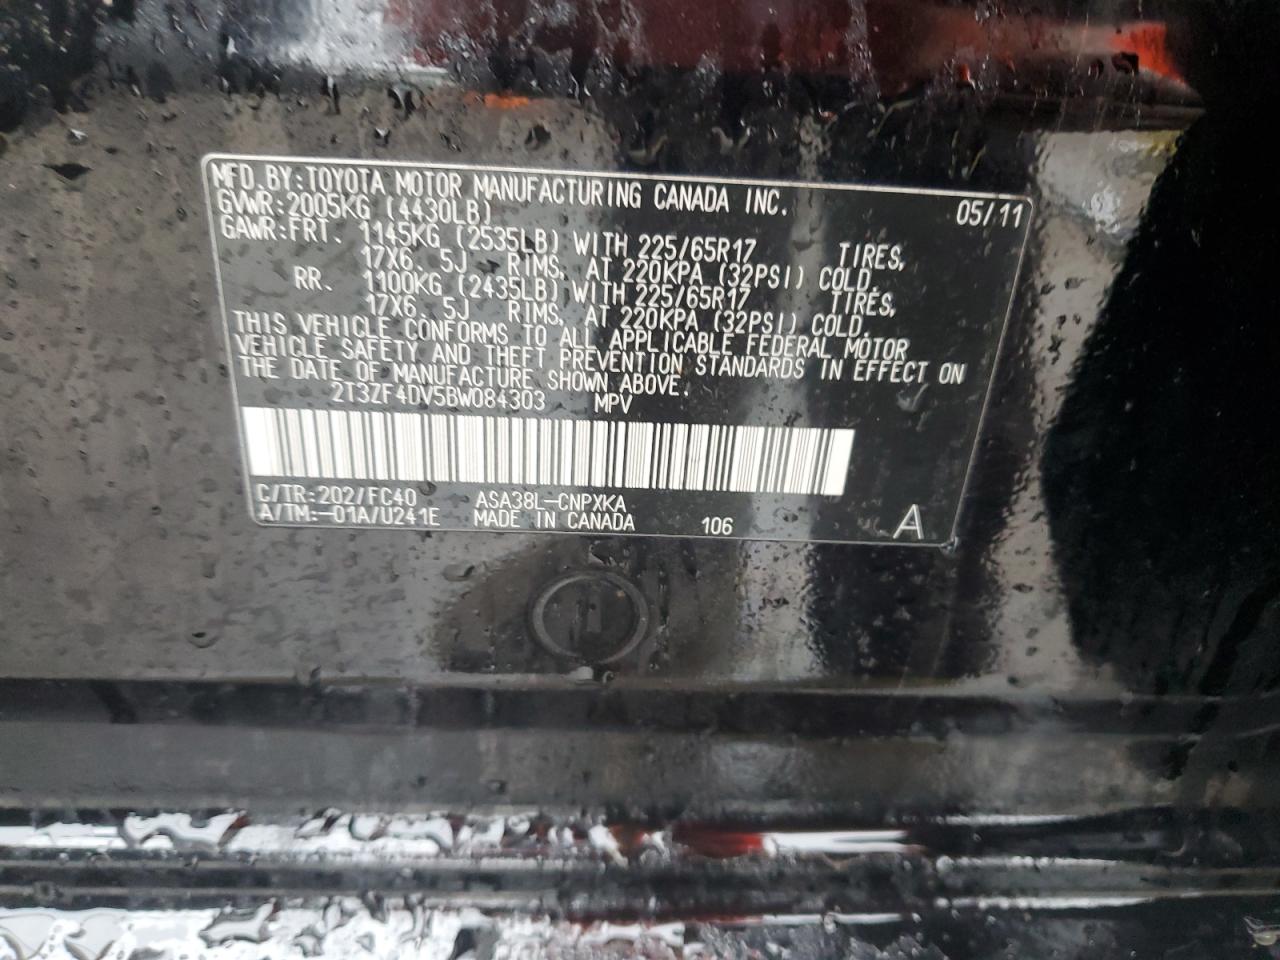 MFD.BY:TOYOTA MOTOR MANUFACTURING CANADA INC. 05/11
GVWR:2005KG (4430LB)
GAWR:FRT. 1145KG (2535LB) WITH 225/65R17 TIRES,
17X6. 5J RIMS, AT 220KPA (32PSI) COLD.
RR. 1100KG (2435LB) WITH 225/65R17 TIRES,
17X6. 5J RIMS, AT 220KPA (32PSI) COLD.
THIS VEHICLE CONFORMS TO ALL APPLICABLE FEDERAL MOTOR
VEHICLE SAFETY AND THEFT PREVENTION STANDARDS IN EFFECT ON
THE DATE OF MANUFACTURE SHOWN ABOVE.
2T3ZF4DV5BW084303 MPV
C/TR:202/FC40 ASA38L-CNPXKA
A/TM:-01A/U241E MADE IN CANADA 106 A